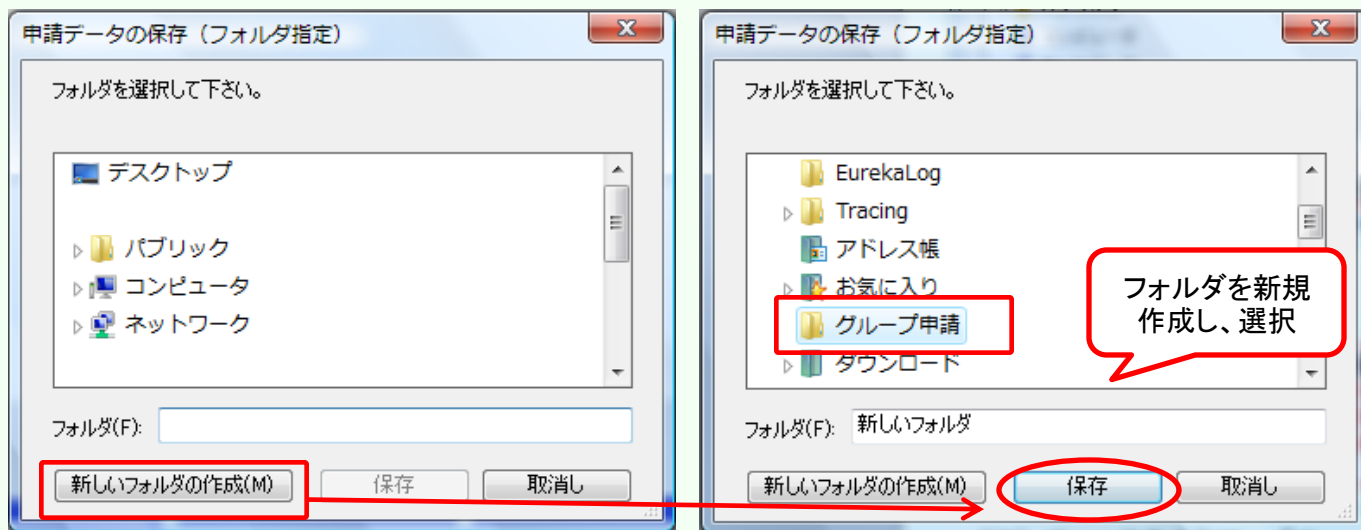 申請データの保存（フォルダ指定）
フォルダを選択して下さい。
デスクトップ
パブリック
コンピュータ
ネットワーク
フォルダ(F):
新しいフォルダの作成(M)
保存
取消し
申請データの保存（フォルダ指定）
フォルダを選択して下さい。
EurekaLog
Tracing
アドレス帳
お気に入り
グループ申請
ダウンロード
フォルダを新規
作成し、選択
フォルダ(F):
新しいフォルダ
新しいフォルダの作成(M)
保存
取消し